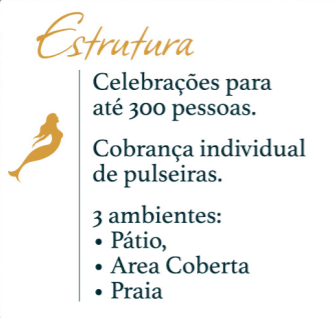 Estrutura
Celebrações para
até 300 pessoas.
Cobrança individual
de pulseiras.
3 ambientes:
• Pátio,
• Area Coberta
• Praia